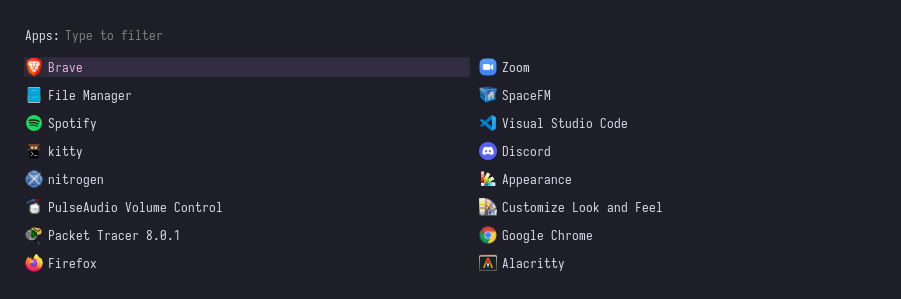 Apps: Type to filter
Brave
File Manager
Spotify
kitty
nitrogen
PulseAudio Volume Control
Packet Tracer 8.0.1
Firefox
Zoom
SpaceFM
Visual Studio Code
Discord
Appearance
Customize Look and Feel
Google Chrome
Alacritty